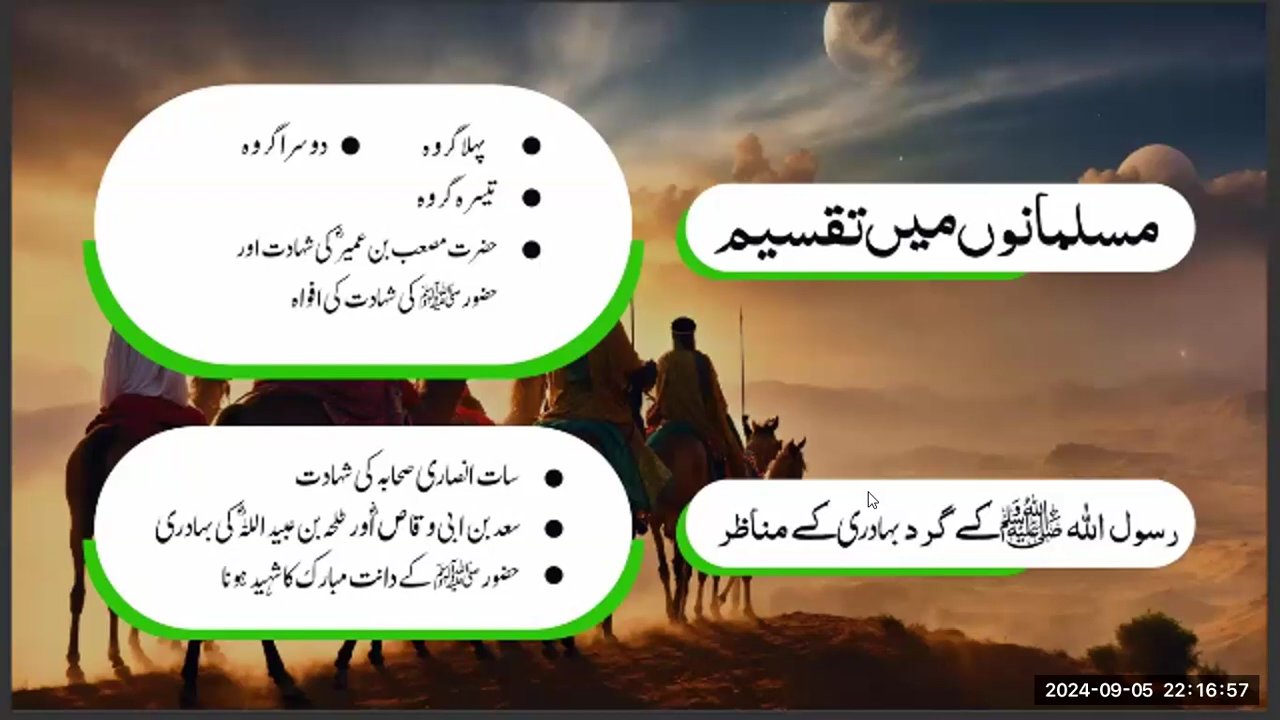 مسلمانوں میں تقسیم
پہلا گروہ
دوسرا گروہ
تیسرہ گروہ
حضرت مصعب بن عمیرؓ کی شہادت اور
حضور ﷺ کی شہادت کی افواہ
رسول اللہ ﷺ کے گرد بہادری کے مناظر
سات انصاری صحابہ کی شہادت
سعد بن ابی وقاصؓ اور طلحہ بن عبید اللہؓ کی بہادری
حضور ﷺ کے دانت مبارک کا شہید ہونا
2024-09-05 22:16:57